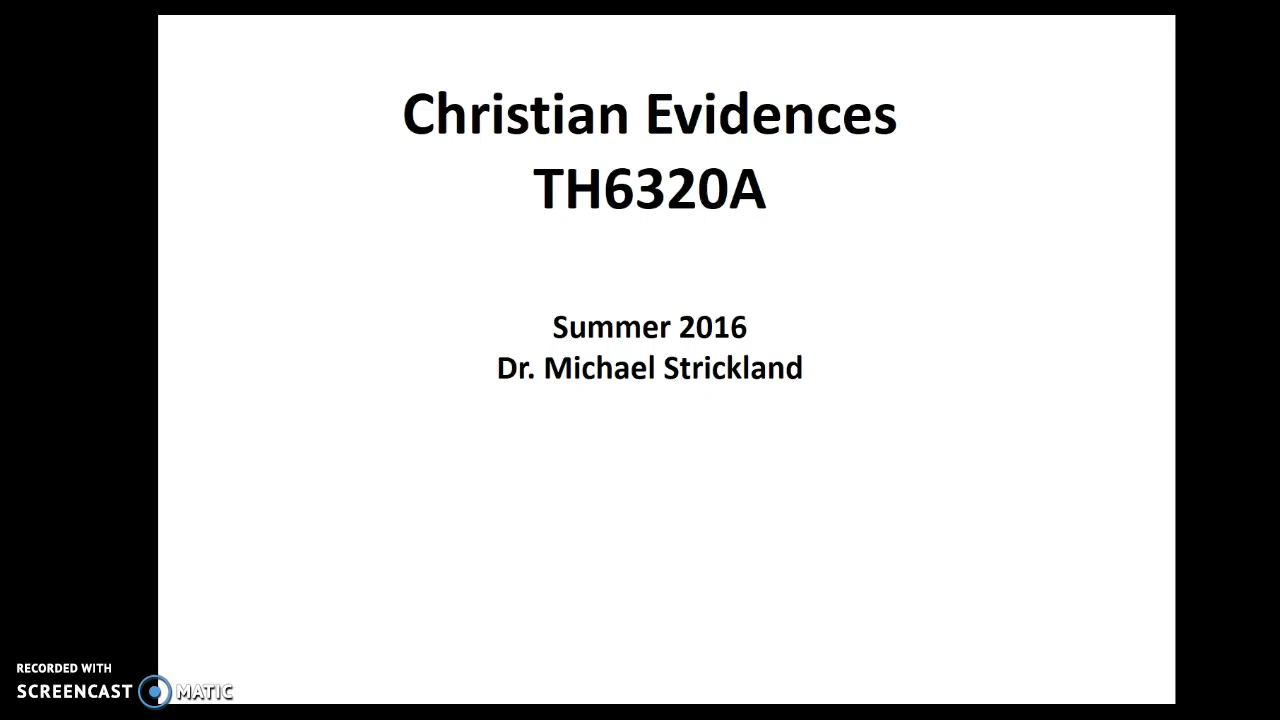 Christian Evidences
TH6320A
Summer 2016
Dr. Michael Strickland
RECORDED WITH
SCREENCAST MATIC